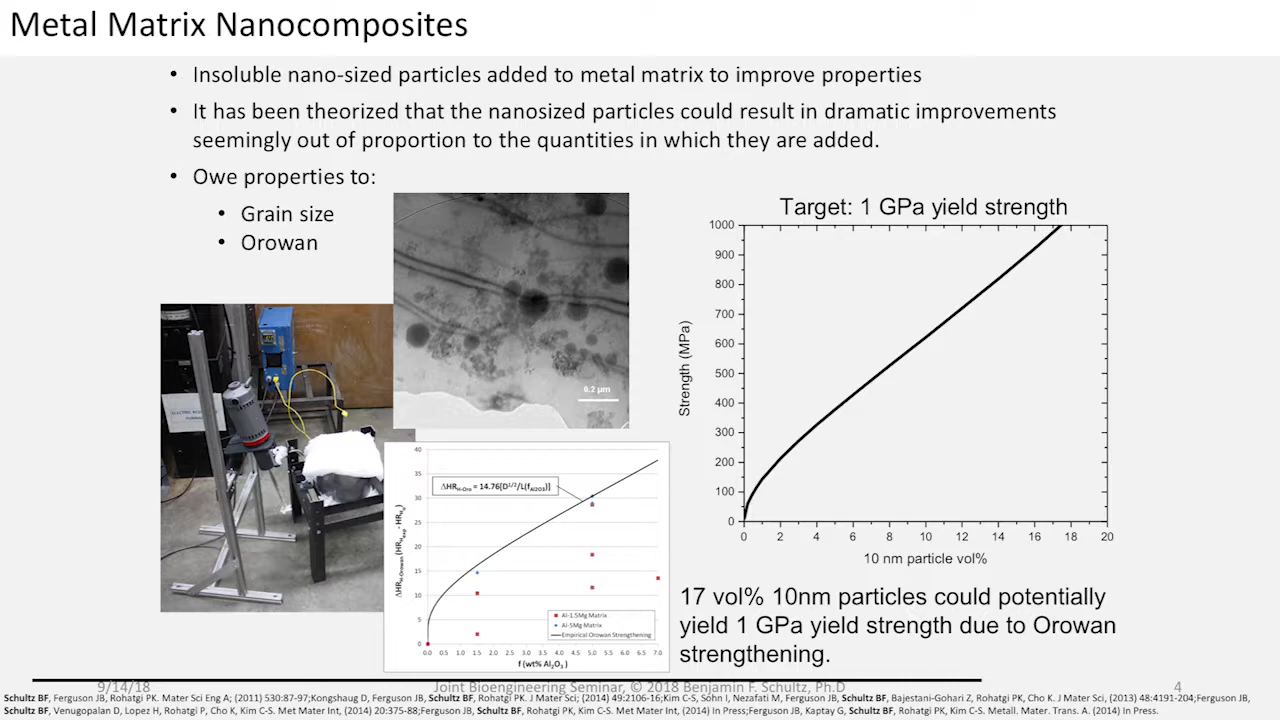 Metal Matrix Nanocomposites
• Insoluble nano-sized particles added to metal matrix to improve properties
• It has been theorized that the nanosized particles could result in dramatic improvements
seemingly out of proportion to the quantities in which they are added.
• Owe properties to:
• Grain size
• Orowan
0.2 µm
Target: 1 GPa yield strength
1000
900
800
700
600
500
400
300
200
100
0
Strength (MPa)
0 2 4 6 8 10 12 14 16 18 20
10 nm particle vol%
40
35
30
25
20
15
10
5
0
ΔHRH-Oro = 14.76[D1/2/L(fAl2O3)]
Al-1.5Mg Matrix
Al-5Mg Matrix
Empirical Orowan Strengthening
0.0 0.5 1.0 1.5 2.0 2.5 3.0 3.5 4.0 4.5 5.0 5.5 6.0 6.5 7.0
f (wt% Al2O3 )
17 vol% 10nm particles could potentially
yield 1 GPa yield strength due to Orowan
strengthening.
9/14/18
Joint Bioengineering Seminar, © 2018 Benjamin F. Schultz, Ph.D
4
Schultz BF, Ferguson JB, Rohatgi PK. Mater Sci Eng A; (2011) 530:87-97;Kongshaug D, Ferguson JB, Schultz BF, Rohatgi PK. J Mater Sci; (2014) 49:2106-16;Kim C-S, Sohn I, Nezafati M, Ferguson JB, Schultz BF, Bajestani-Gohari Z, Rohatgi PK, Cho K. J Mater Sci, (2013) 48:4191-204;Ferguson JB,
Schultz BF, Venugopalan D, Lopez H, Rohatgi P, Cho K, Kim C-S. Met Mater Int, (2014) 20:375-88;Ferguson JB, Schultz BF, Rohatgi PK, Kim C-S. Met Mater Int, (2014) In Press;Ferguson JB, Kaptay G, Schultz BF, Rohatgi PK, Kim C-S. Metall. Mater. Trans. A. (2014) In Press.